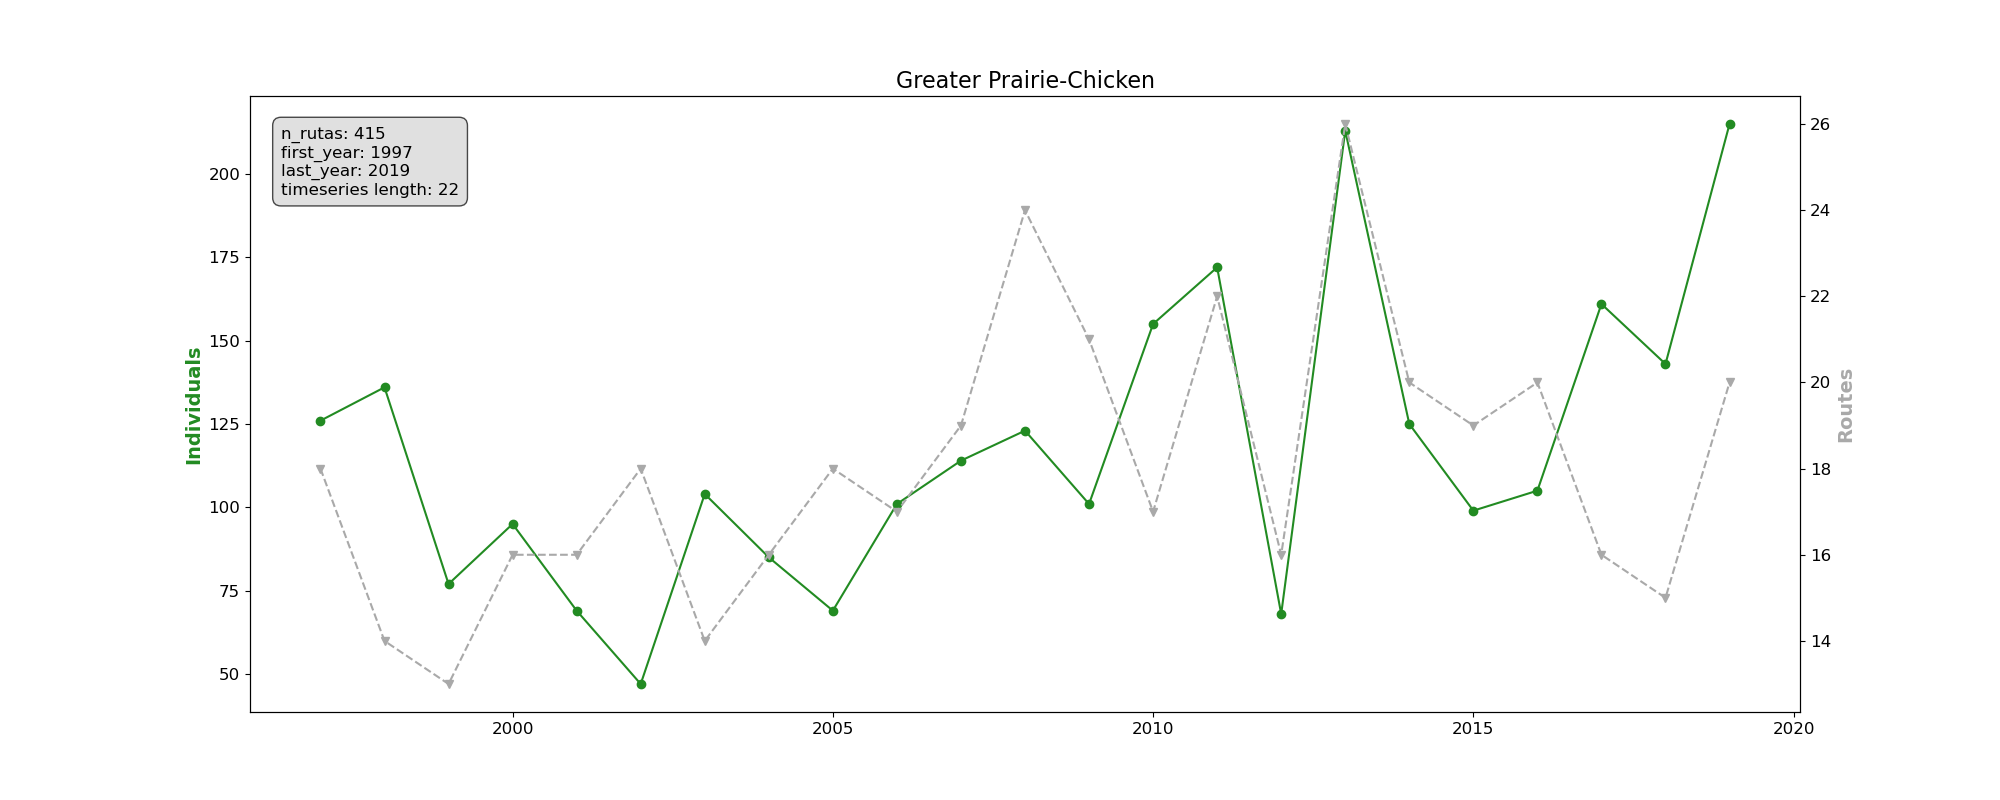 Greater Prairie-Chicken
n_rutas: 415
first_year: 1997
last_year: 2019
timeseries length: 22
Individuals
200
175
150
125
100
75
50
26
24
22
20
18
16
14
Routes
2000 2005 2010 2015 2020